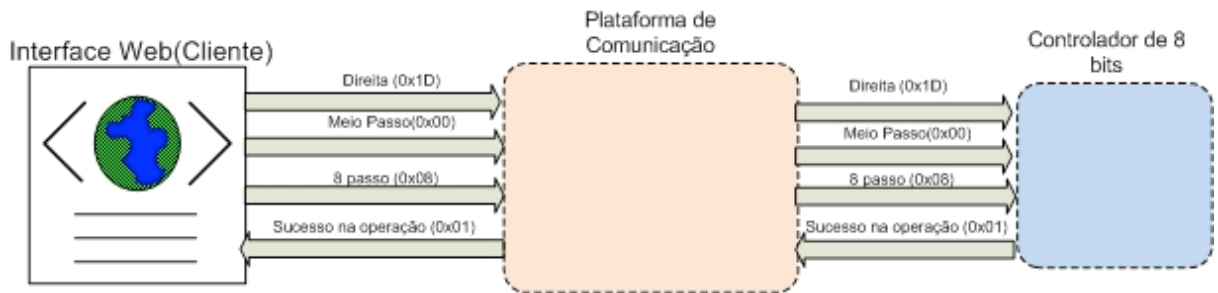 Plataforma de
Comunicação
Interface Web(Cliente)
Controlador de 8
bits
Direita (0x1D)
Direita (0x1D)
Meio Passo(0x00)
Meio Passo(0x00)
8 passo (0x08)
8 passo (0x08)
Sucesso na operação (0x01)
Sucesso na operação (0x01)